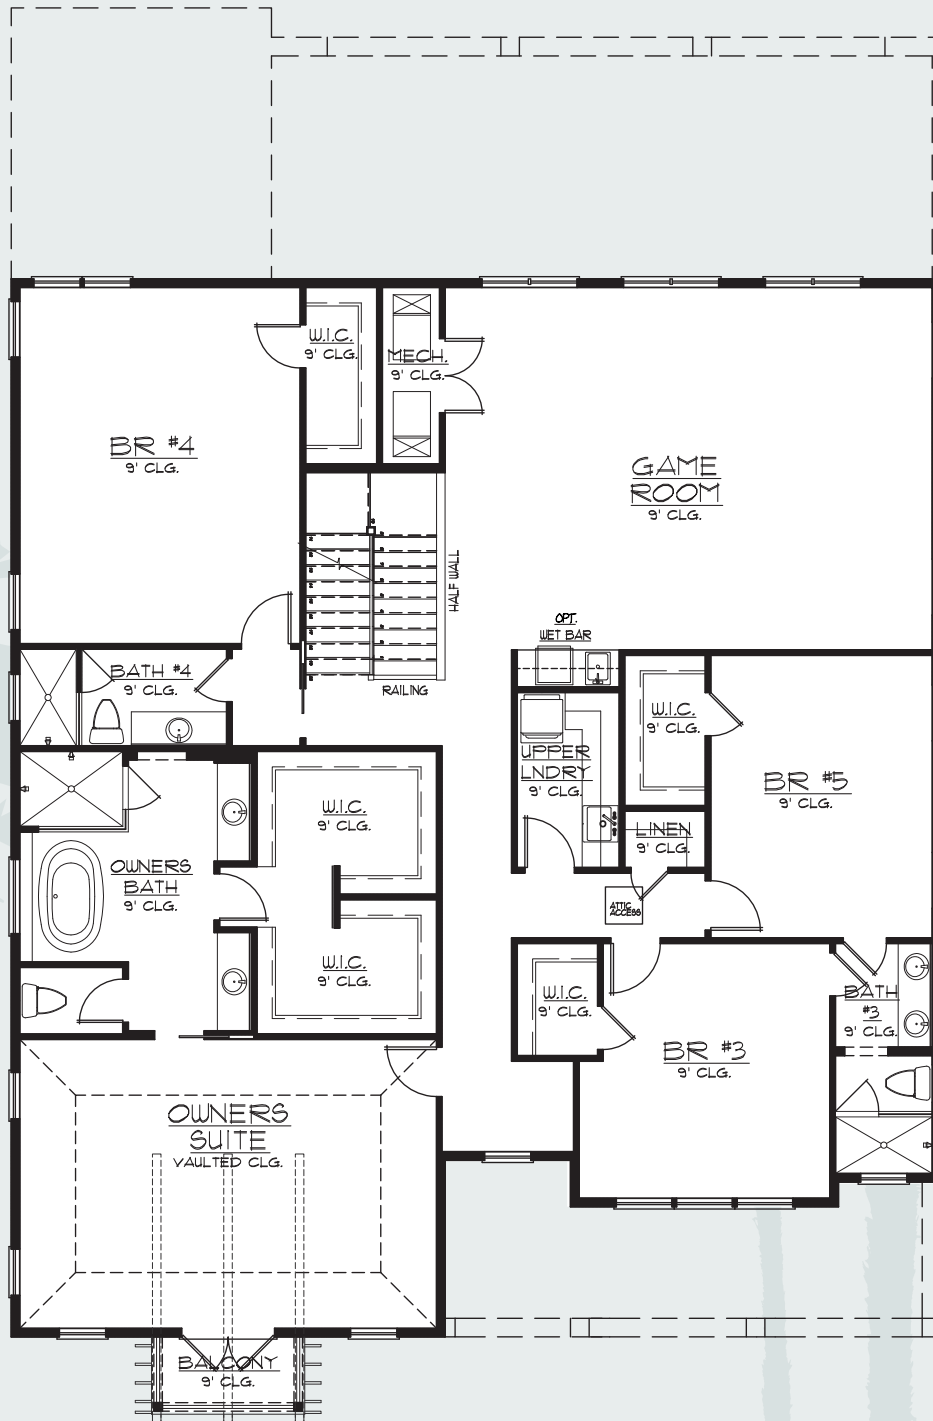 W.I.C.
9' CLG.
MECH.
9' CLG.
BR #4
9' CLG.
GAME
ROOM
9' CLG.
HALF WALL
OPT.
WET BAR
RAILING
BATH #4
9' CLG.
W.I.C.
9' CLG.
UPPER
LNDRY
9' CLG.
BR #5
9' CLG.
W.I.C.
9' CLG.
LINEN
9' CLG.
OWNERS
BATH
9' CLG.
ATTIC
ACCESS
W.I.C.
9' CLG.
W.I.C.
9' CLG.
BATH
#3
9' CLG.
BR #3
9' CLG.
OWNERS
SUITE
VAULTED CLG.
BALCONY
9' CLG.